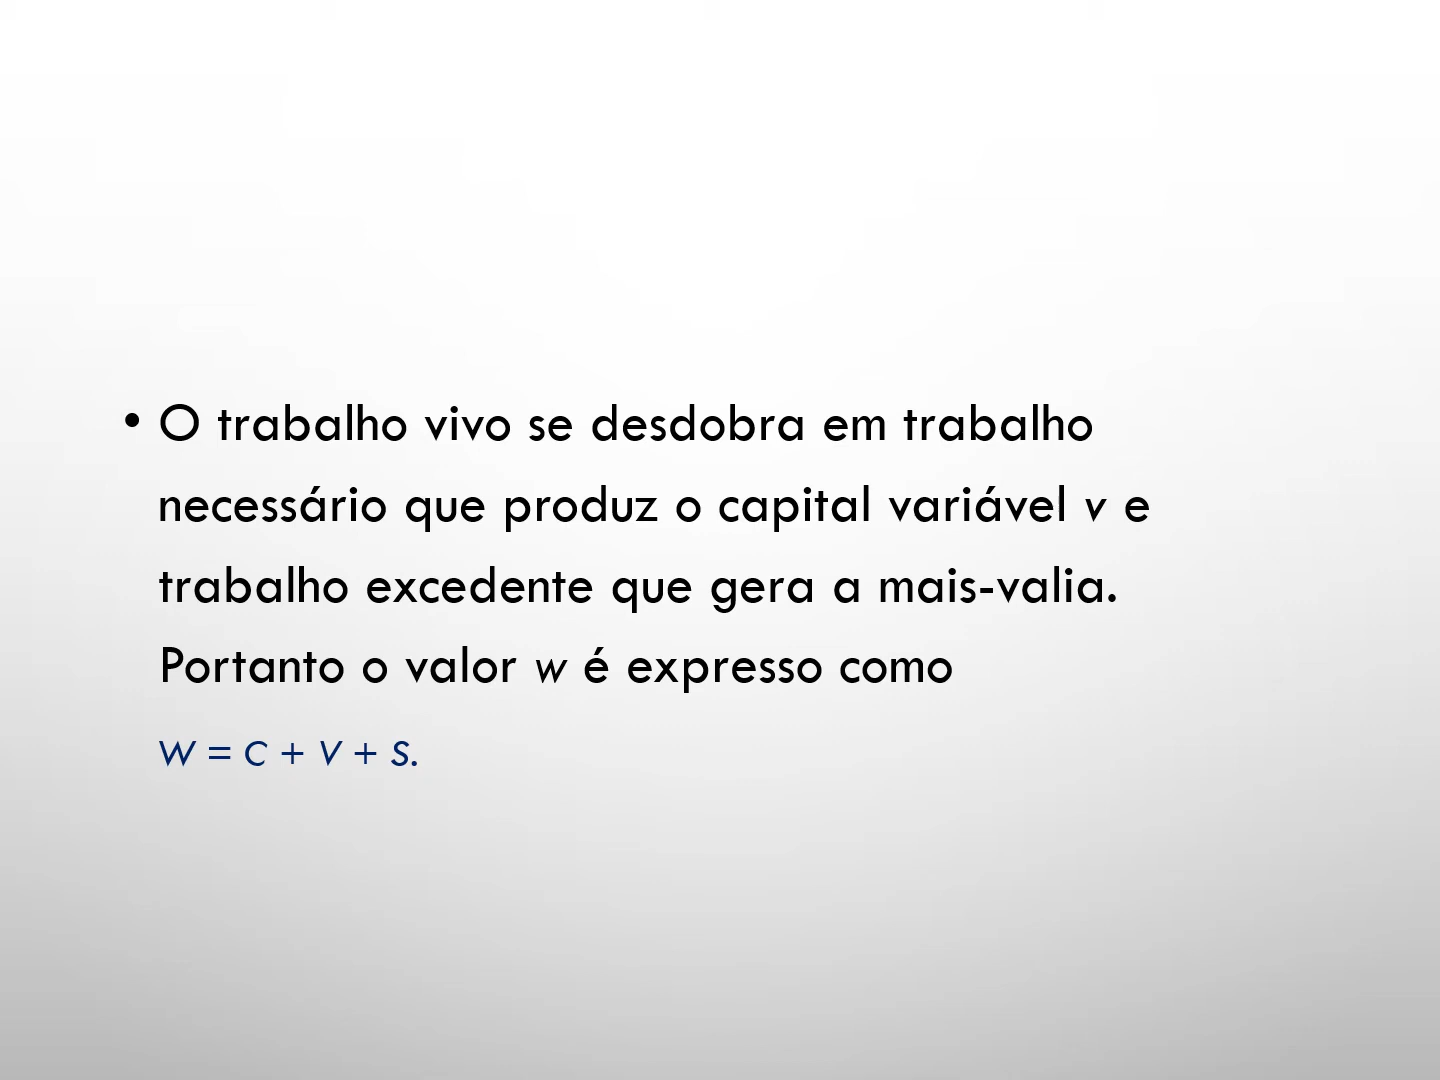 • O trabalho vivo se desdobra em trabalho
necessário que produz o capital variável v e
trabalho excedente que gera a mais-valia.
Portanto o valor w é expresso como
W = C + V + S.